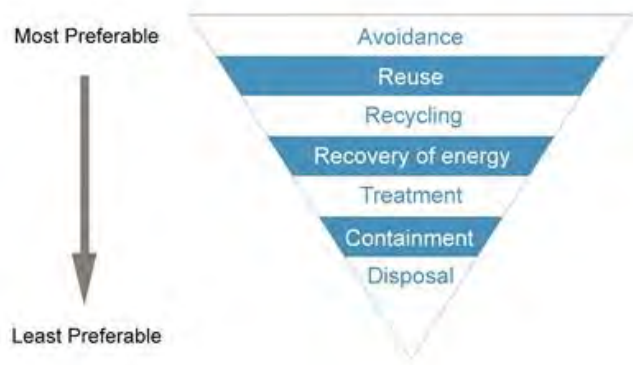 Most Preferable
Avoidance
Reuse
Recycling
Recovery of energy
Treatment
Containment
Disposal
Least Preferable